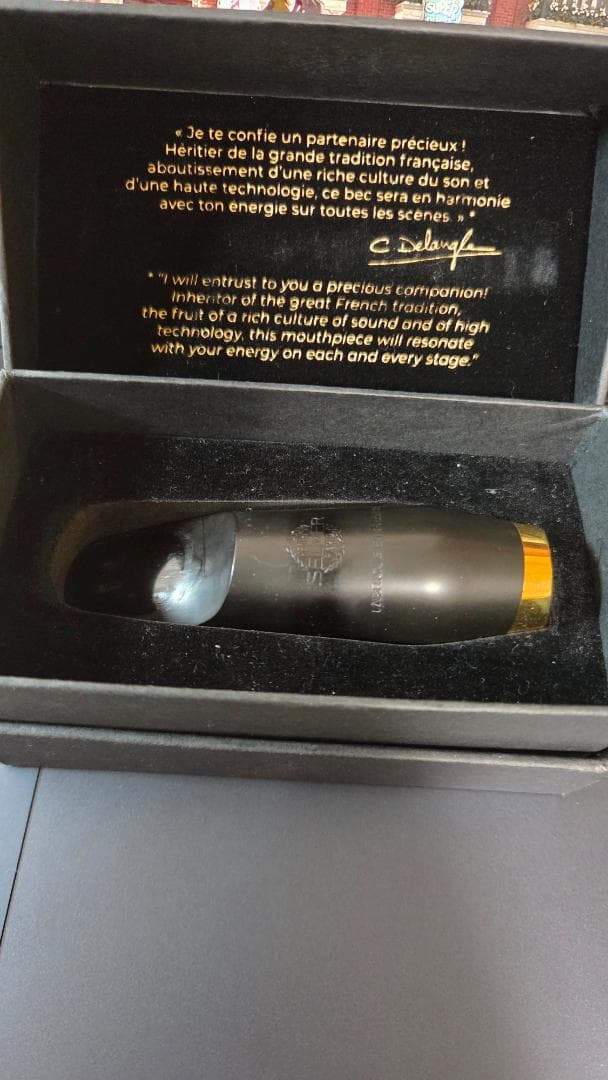 « Je te confie un partenaire précieux !
Héritier de la grande tradition française,
aboutissement d'une riche culture du son et
d'une haute technologie, ce bec sera en harmonie
avec ton énergie sur toutes les scènes. » *
C Delangle
* "I will entrust to you a precious companion!
Inheritor of the great French tradition,
the fruit of a rich culture of sound and of high
technology, this mouthpiece will resonate
with your energy on each and every stage."